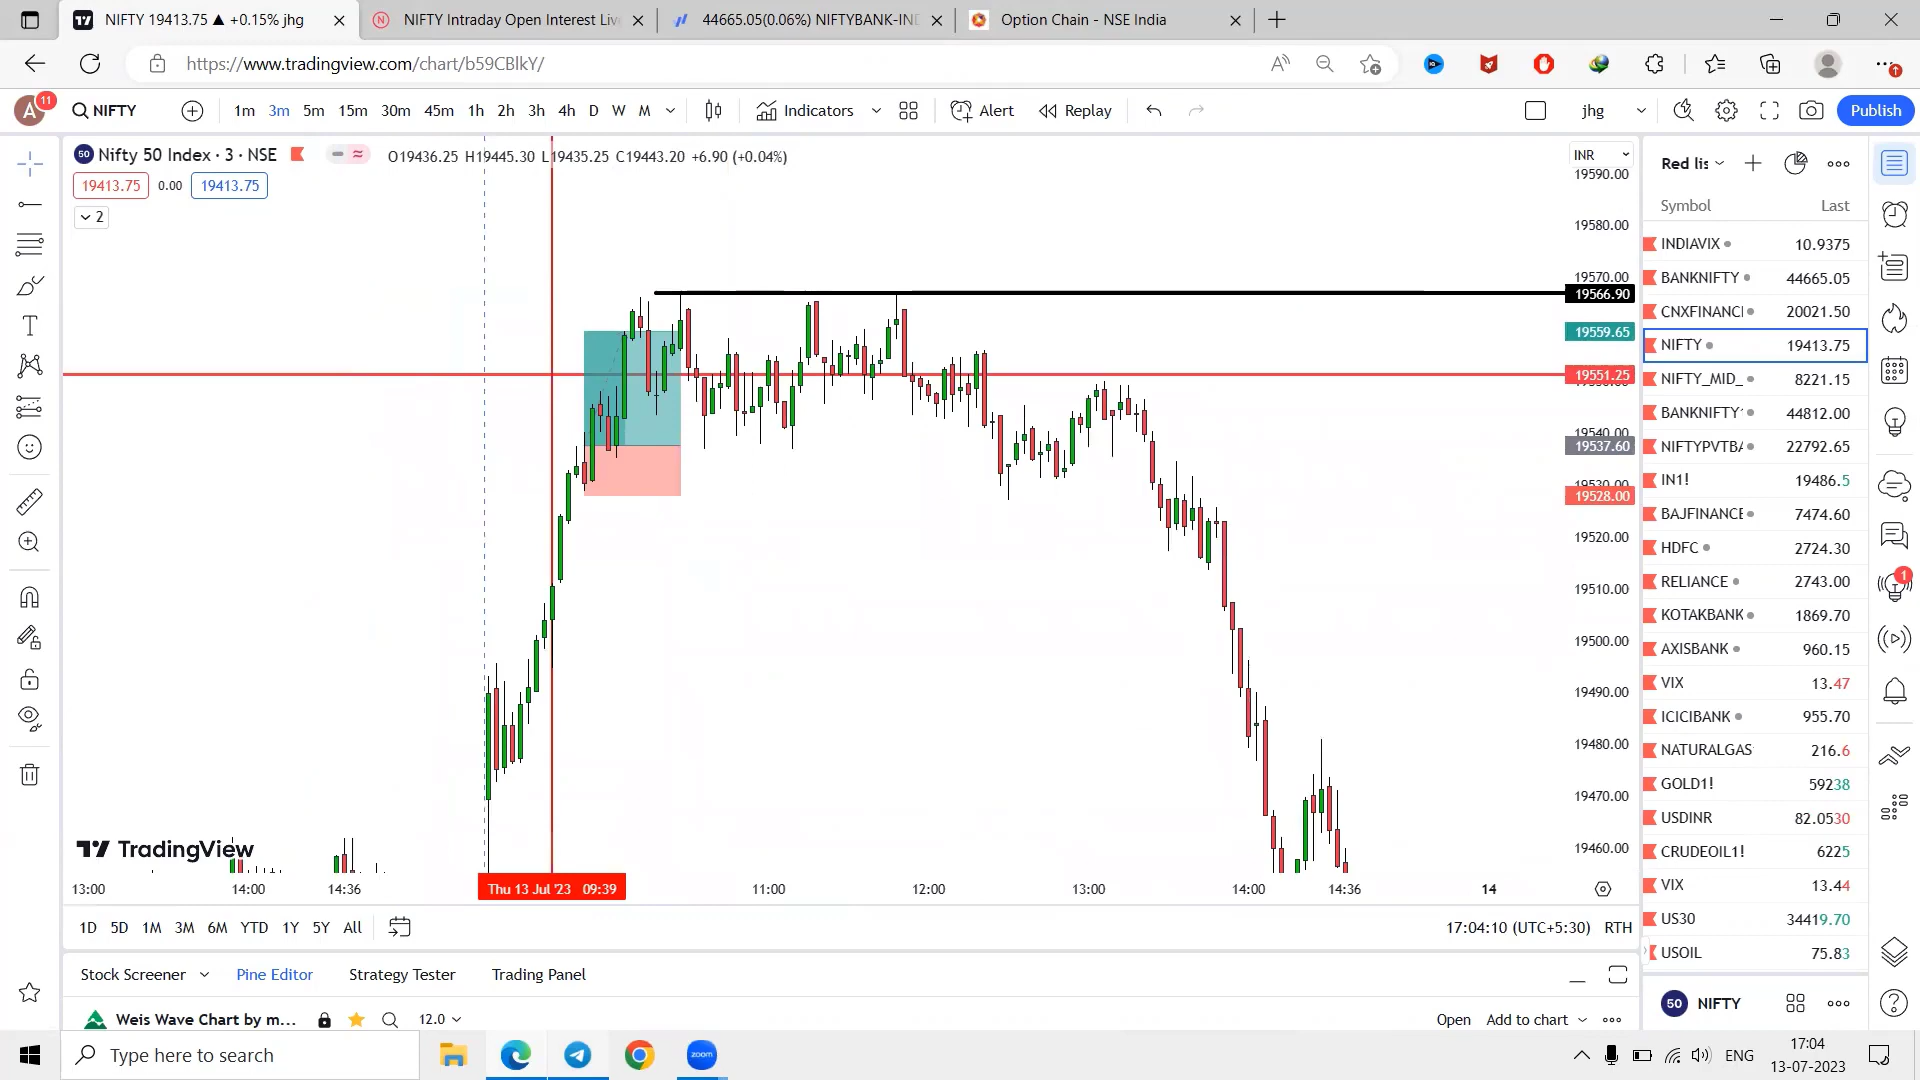 NIFTY 19413.75 ▲ +0.15% jhg
NIFTY Intraday Open Interest Liv
44665.05(0.06%) NIFTYBANK-IND
Option Chain - NSE India
https://www.tradingview.com/chart/b59CBlkY/
A 11
NIFTY
1m 3m 5m 15m 30m 45m 1h 2h 3h 4h D W M
Indicators
Alert
Replay
jhg
Publish
50 Nifty 50 Index · 3 · NSE
O19436.25 H19445.30 L19435.25 C19443.20 +6.90 (+0.04%)
19413.75 0.00 19413.75
2
INR
19590.00
19580.00
19570.00
19566.90
19559.65
19551.25
19540.00
19537.60
19530.00
19528.00
19520.00
19510.00
19500.00
19490.00
19480.00
19470.00
19460.00
TradingView
13:00 14:00 14:36 Thu 13 Jul '23 09:39 11:00 12:00 13:00 14:00 14:36 14
1D 5D 1M 3M 6M YTD 1Y 5Y All
17:04:10 (UTC+5:30) RTH
Stock Screener Pine Editor Strategy Tester Trading Panel
Weis Wave Chart by m... 12.0
Open Add to chart
Red lis
Symbol Last
INDIAVIX 10.9375
BANKNIFTY 44665.05
CNXFINANCI 20021.50
NIFTY 19413.75
NIFTY_MID_ 8221.15
BANKNIFTY 44812.00
NIFTYPVTBA 22792.65
IN1! 19486.5
BAJFINANCE 7474.60
HDFC 2724.30
RELIANCE 2743.00
KOTAKBANK 1869.70
AXISBANK 960.15
VIX 13.47
ICICIBANK 955.70
NATURALGAS 216.6
GOLD1! 59238
USDINR 82.0530
CRUDEOIL1! 6225
VIX 13.44
US30 34419.70
USOIL 75.83
50 NIFTY
1
Type here to search
zoom
ENG
17:04
13-07-2023